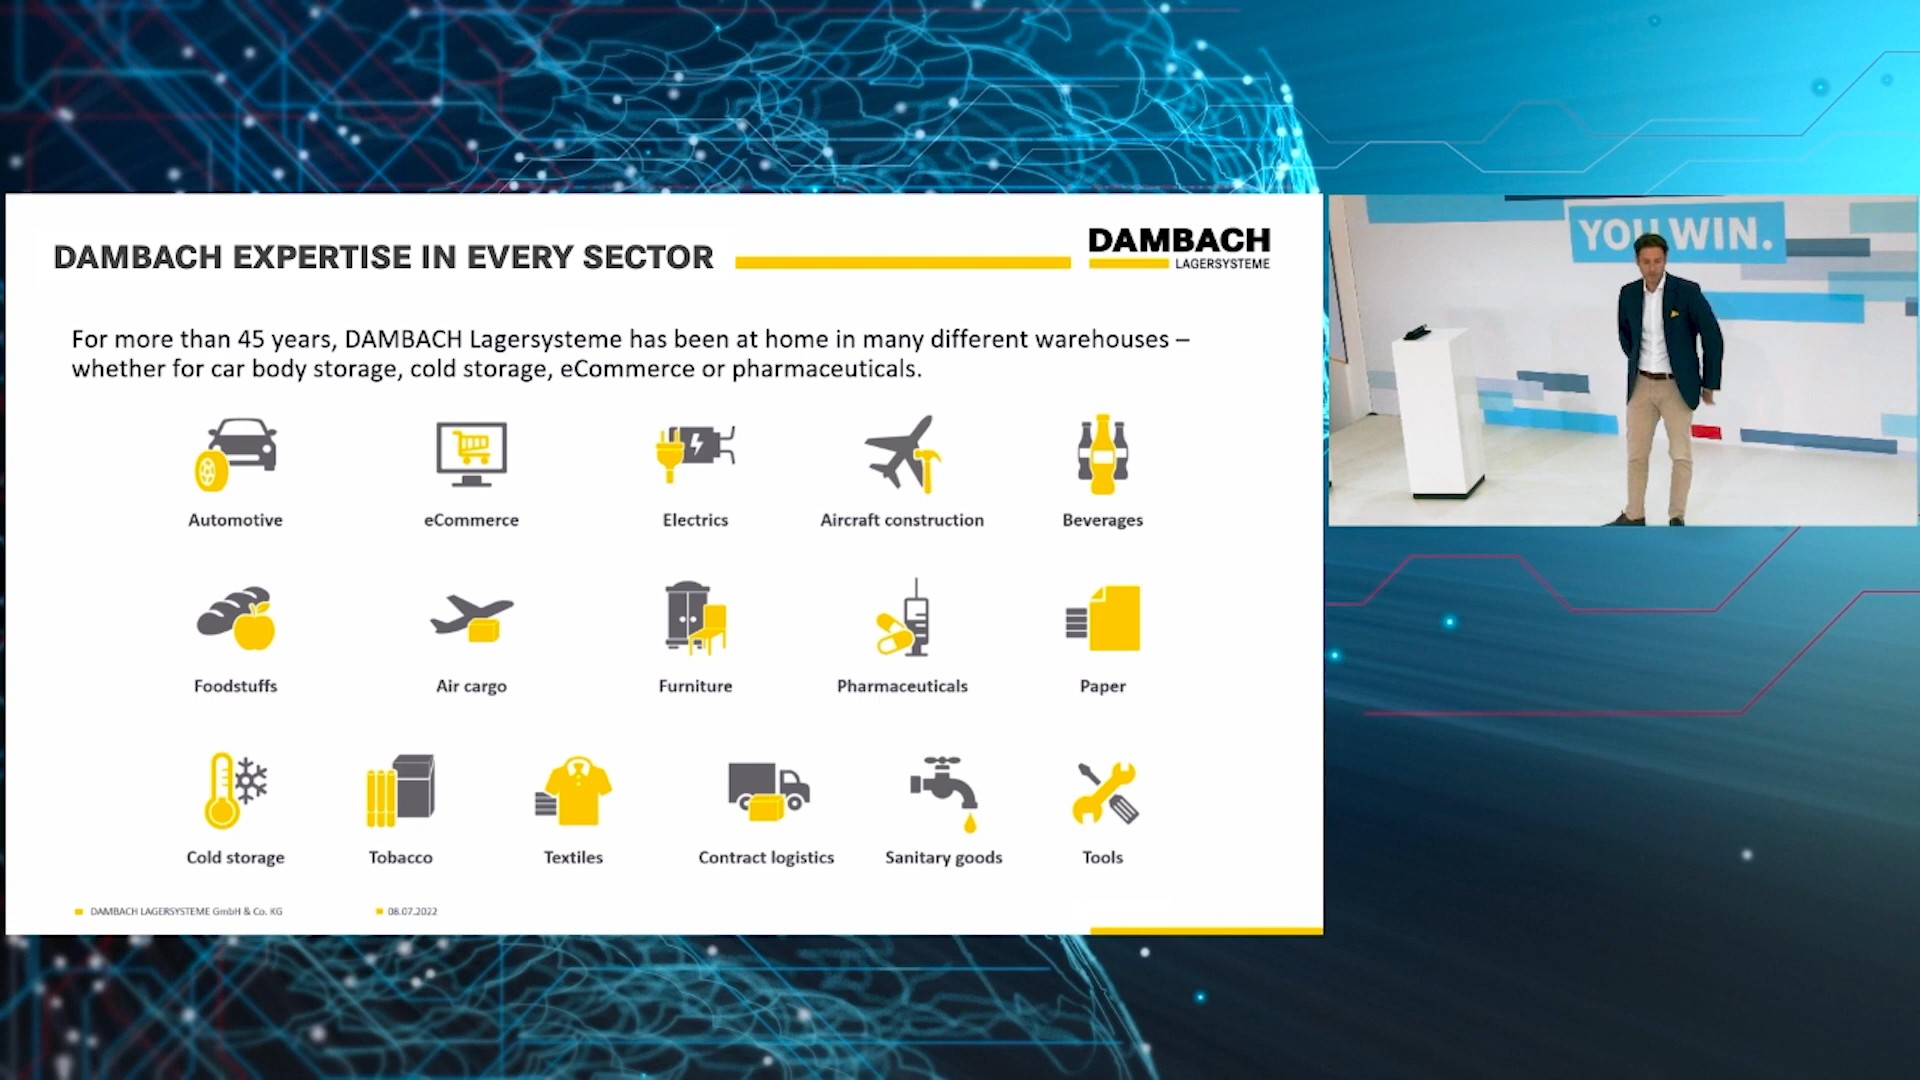 DAMBACH EXPERTISE IN EVERY SECTOR
DAMBACH
LAGERSYSTEME
For more than 45 years, DAMBACH Lagersysteme has been at home in many different warehouses –
whether for car body storage, cold storage, eCommerce or pharmaceuticals.
Automotive
eCommerce
Electrics
Aircraft construction
Beverages
Foodstuffs
Air cargo
Furniture
Pharmaceuticals
Paper
Cold storage
Tobacco
Textiles
Contract logistics
Sanitary goods
Tools
DAMBACH LAGERSYSTEME GmbH & Co. KG
08.07.2022
YOU WIN.